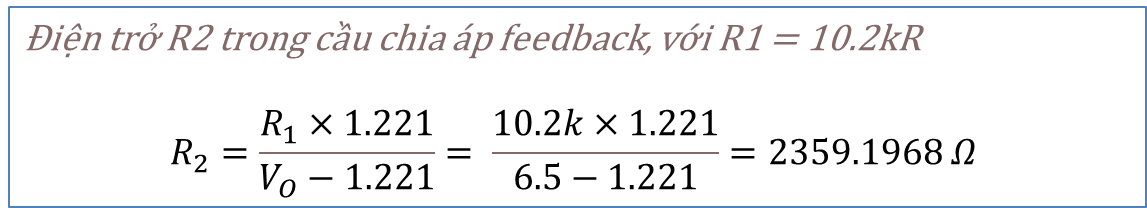 Điện trở R2 trong cầu chia áp feedback, với R1 = 10.2kR
R₂ = (R₁ × 1.221)/(V_O − 1.221) = (10.2k × 1.221)/(6.5 − 1.221) = 2359.1968 Ω